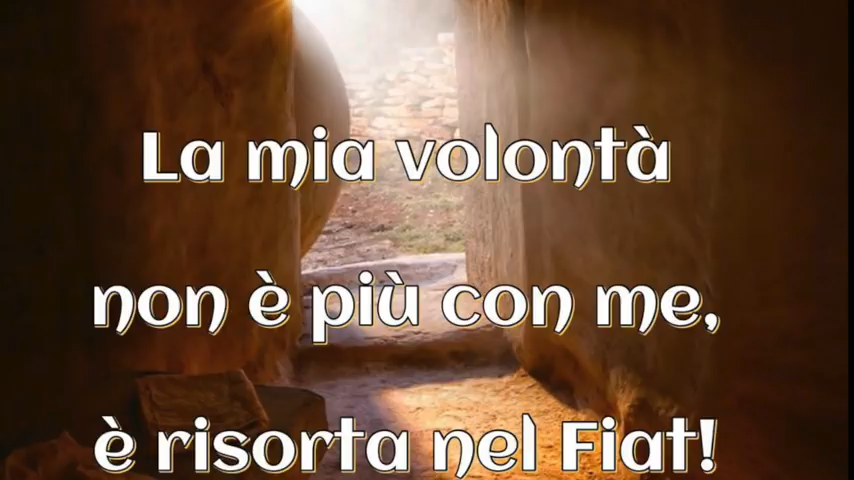 La mia volontà
non è più con me,
è risorta nel Fiat!